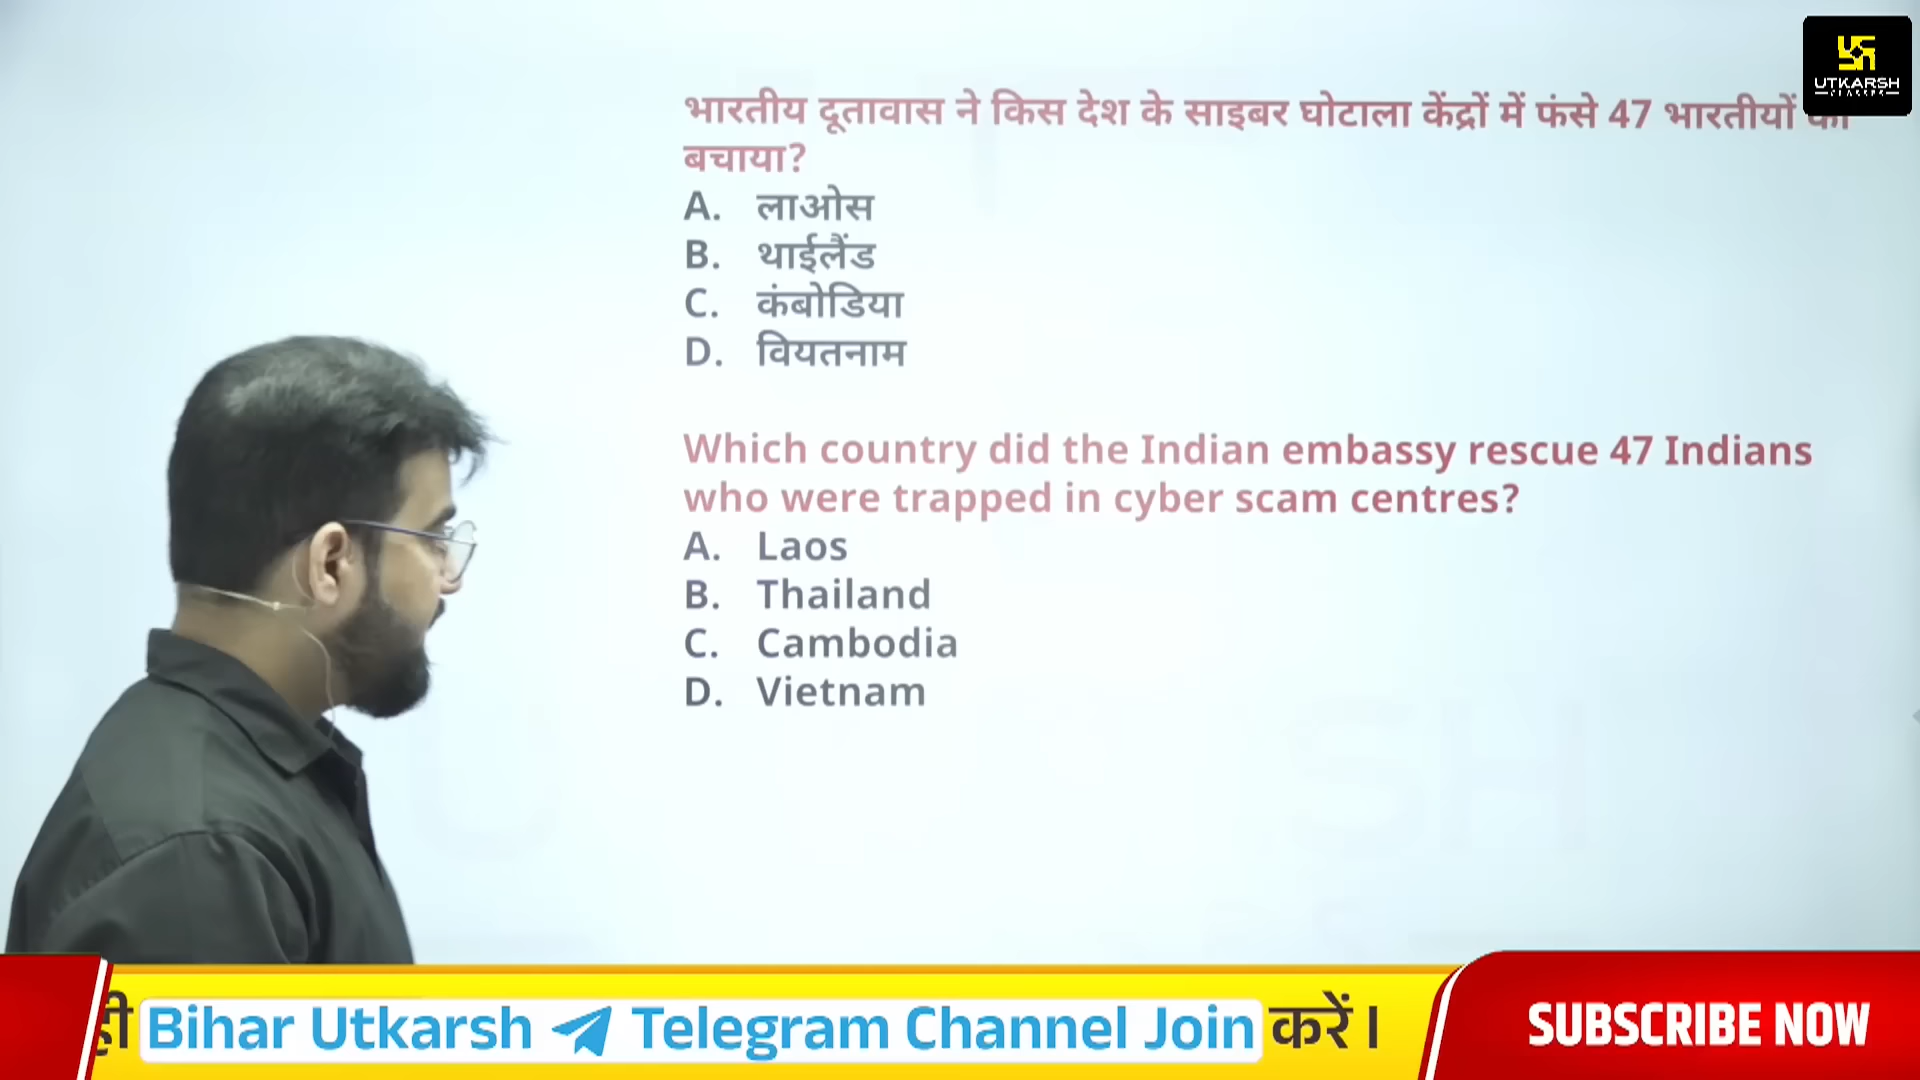 UTKARSH
CLASSES
भारतीय दूतावास ने किस देश के साइबर घोटाला केंद्रों में फंसे 47 भारतीयों को
बचाया?
A. लाओस
B. थाईलैंड
C. कंबोडिया
D. वियतनाम
Which country did the Indian embassy rescue 47 Indians
who were trapped in cyber scam centres?
A. Laos
B. Thailand
C. Cambodia
D. Vietnam
ही Bihar Utkarsh Telegram Channel Join करें।
SUBSCRIBE NOW